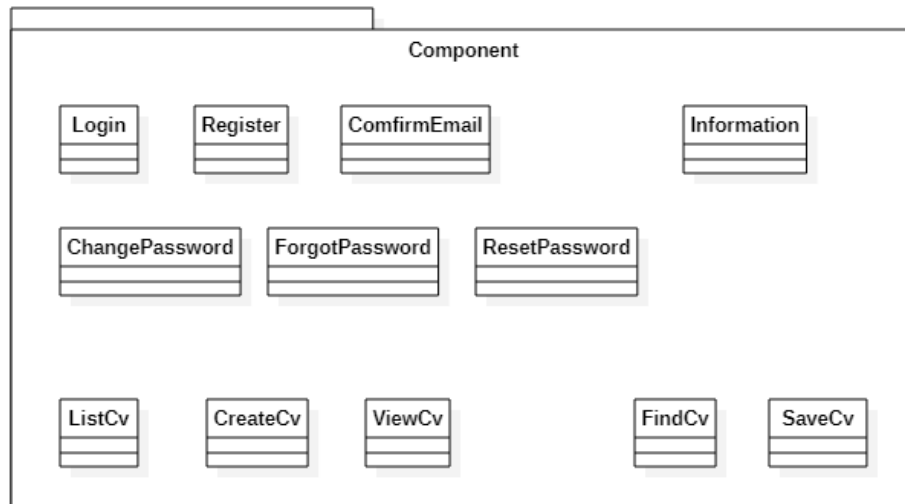 Component
Login Register ComfirmEmail Information
ChangePassword ForgotPassword ResetPassword
ListCv CreateCv ViewCv FindCv SaveCv